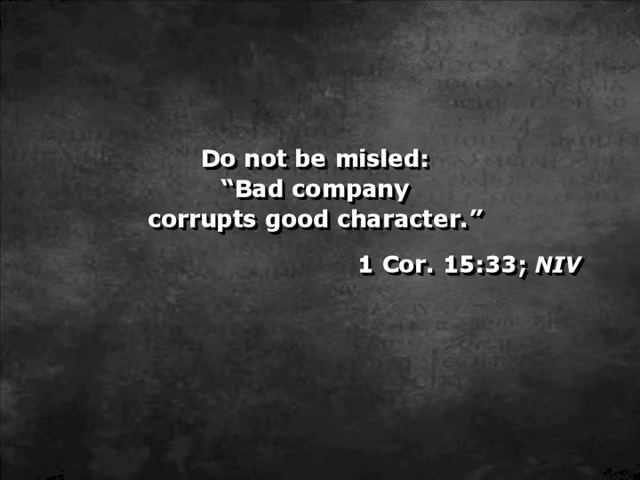 Do not be misled:
“Bad company
corrupts good character.”
1 Cor. 15:33; NIV